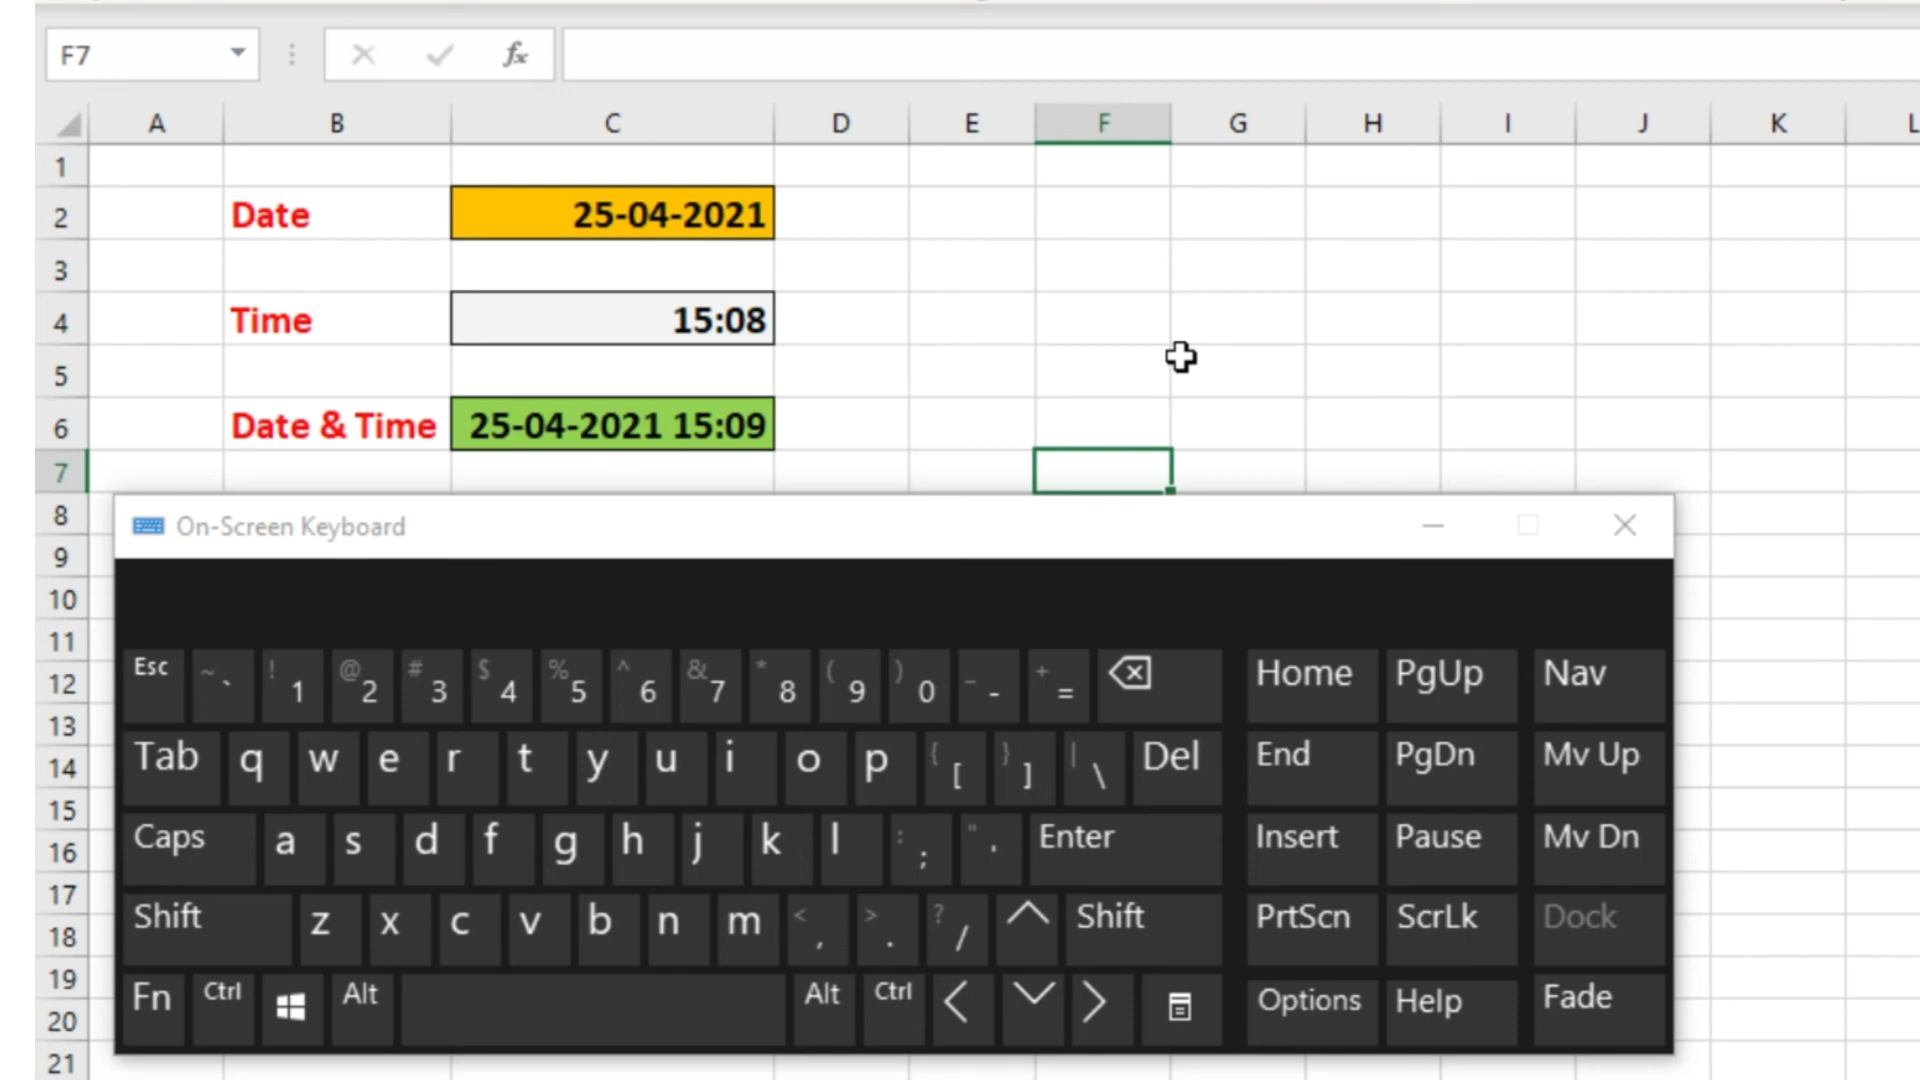 F7 fx
A B C D E F G H I J K L
1
2 Date 25-04-2021
3
4 Time 15:08
5
6 Date & Time 25-04-2021 15:09
7
8 On-Screen Keyboard
9
10
11
12 Esc ~ ` ! 1 @ 2 # 3 $ 4 % 5 ^ 6 & 7 * 8 ( 9 ) 0 _ - + = Home PgUp Nav
13
14 Tab q w e r t y u i o p { [ } ] | \ Del End PgDn Mv Up
15
16 Caps a s d f g h j k l : ; " ' Enter Insert Pause Mv Dn
17
18 Shift z x c v b n m < , > . ? / Shift PrtScn ScrLk Dock
19
20 Fn Ctrl Alt Alt Ctrl Options Help Fade
21